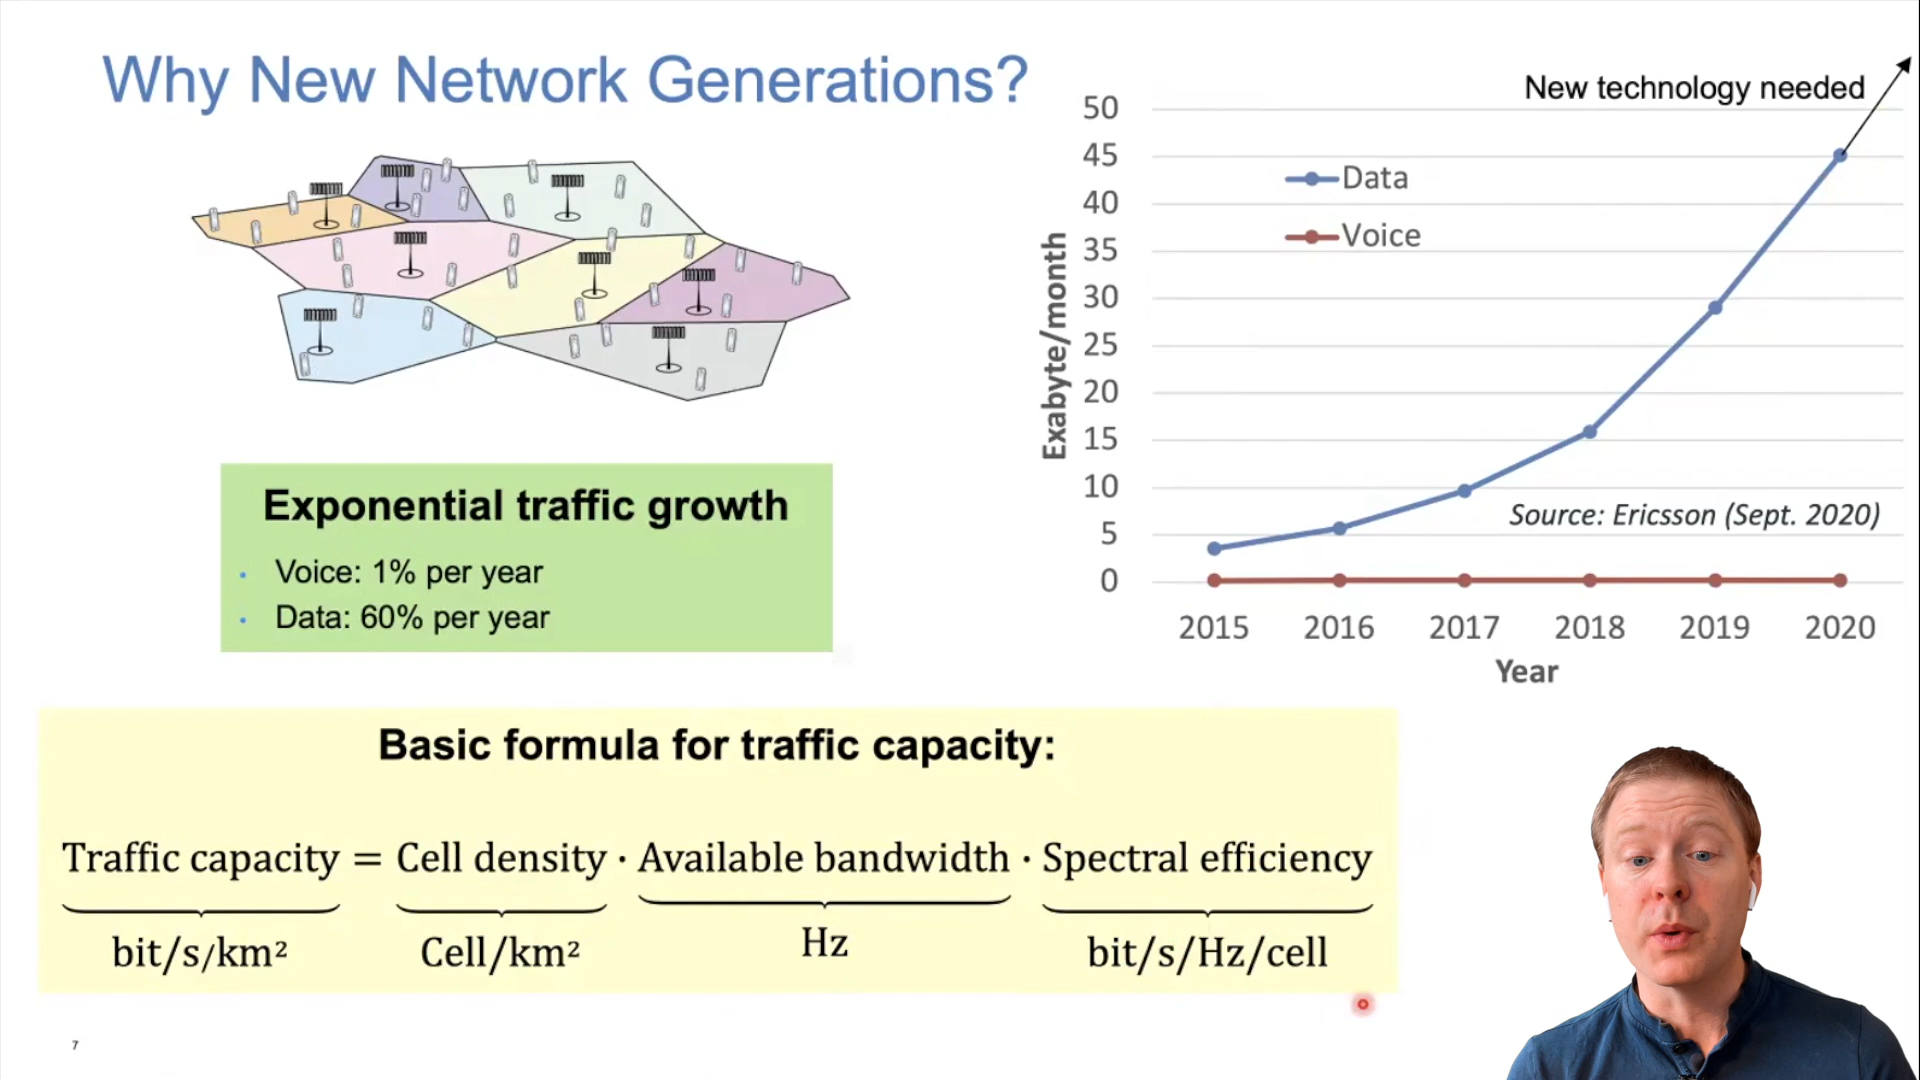 Why New Network Generations?
New technology needed
50
45
40
35
30
25
20
15
10
5
0
Exabyte/month
Data
Voice
Source: Ericsson (Sept. 2020)
2015 2016 2017 2018 2019 2020
Year
Exponential traffic growth
• Voice: 1% per year
• Data: 60% per year
Basic formula for traffic capacity:
Traffic capacity = Cell density · Available bandwidth · Spectral efficiency
bit/s/km² Cell/km² Hz bit/s/Hz/cell
7